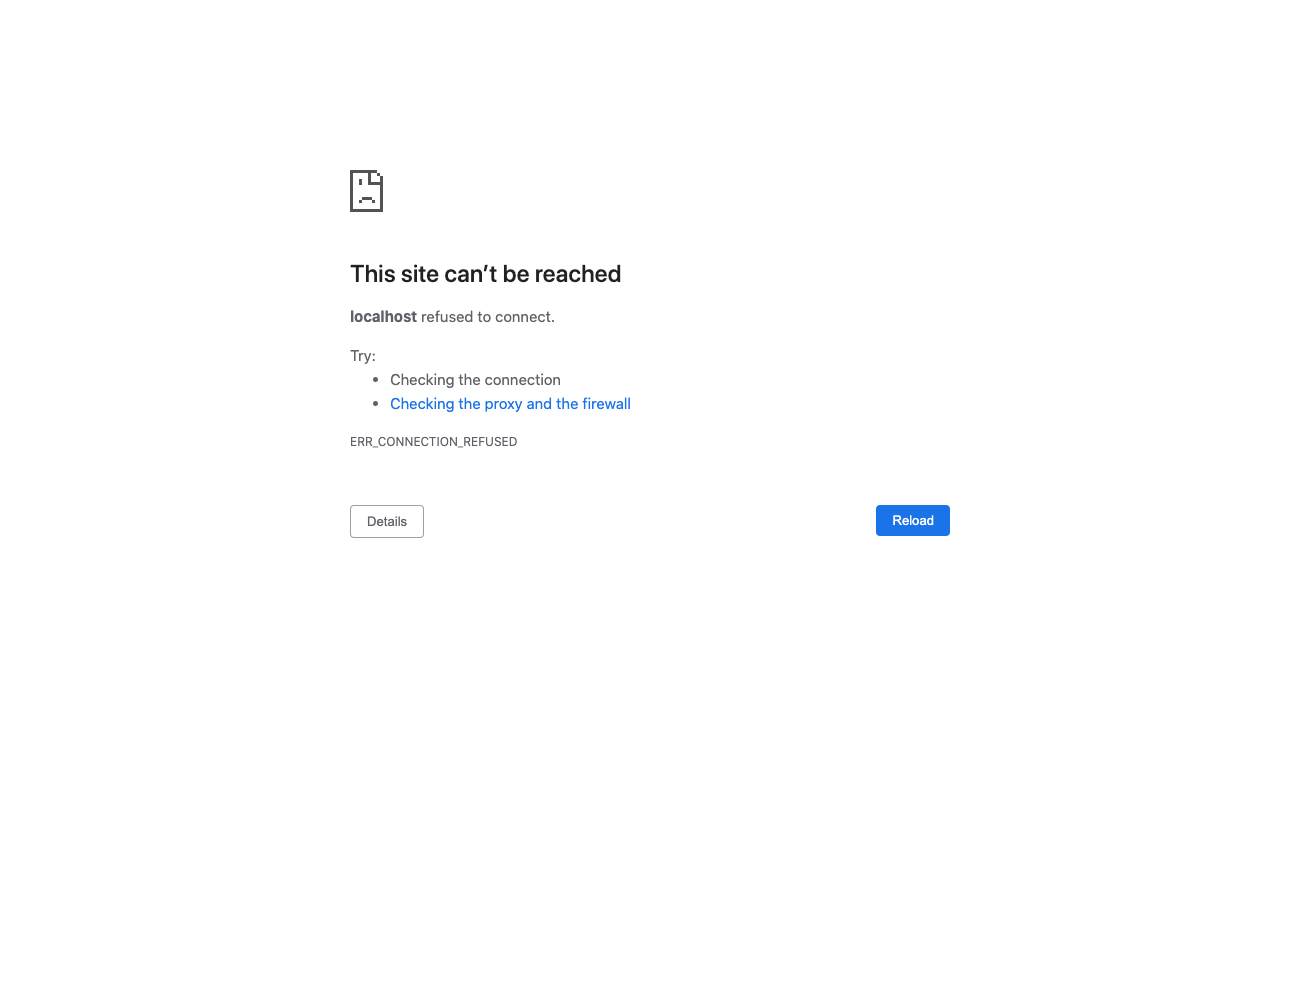 This site can’t be reached
localhost refused to connect.
Try:
Checking the connection
Checking the proxy and the firewall
ERR_CONNECTION_REFUSED
Details
Reload